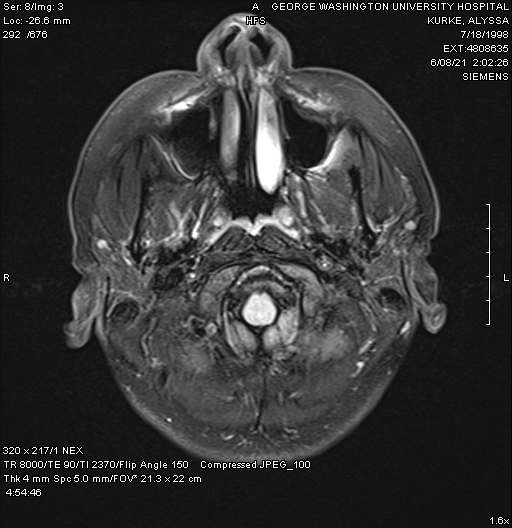 Ser: 8/Img: 3
Loc: -26.6 mm
292 /676
A
HFS
GEORGE WASHINGTON UNIVERSITY HOSPITAL
KURKE, ALYSSA
7/18/1998
EXT:4808635
6/08/21 2:02:26
SIEMENS
R
L
320 x 217/1 NEX
TR 8000/TE 90/TI 2370/Flip Angle 150 Compressed JPEG_100
Thk 4 mm Spc 5.0 mm/FOV* 21.3 x 22 cm
4:54:46
1.6x